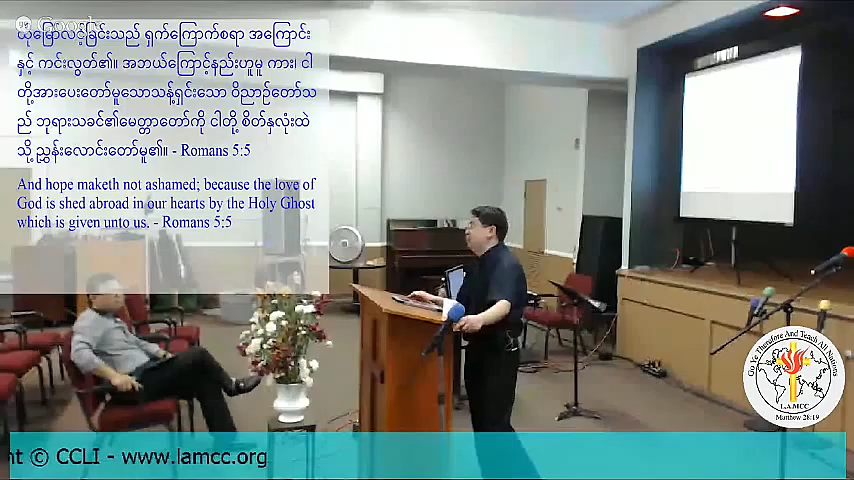 ယုံမြော်လင့်ခြင်းသည် ရှက်ကြောက်စရာ အကြောင်း
နှင့် ကင်းလွတ်၏။ အဘယ်ကြောင့်နည်းဟူမူ ကား၊ ငါ
တို့အားပေးတော်မူသောသန့်ရှင်းသော ဝိညာဉ်တော်သ
ည် ဘုရားသခင်၏မေတ္တာတော်ကို ငါတို့ စိတ်နှလုံးထဲ
သို့ ညွှန်းလောင်းတော်မူ၏။ - Romans 5:5
And hope maketh not ashamed; because the love of
God is shed abroad in our hearts by the Holy Ghost
which is given unto us. - Romans 5:5
Go Ye Therefore And Teach All Nations
LAMCC
Matthew 28:19
nt © CCLI - www.lamcc.org